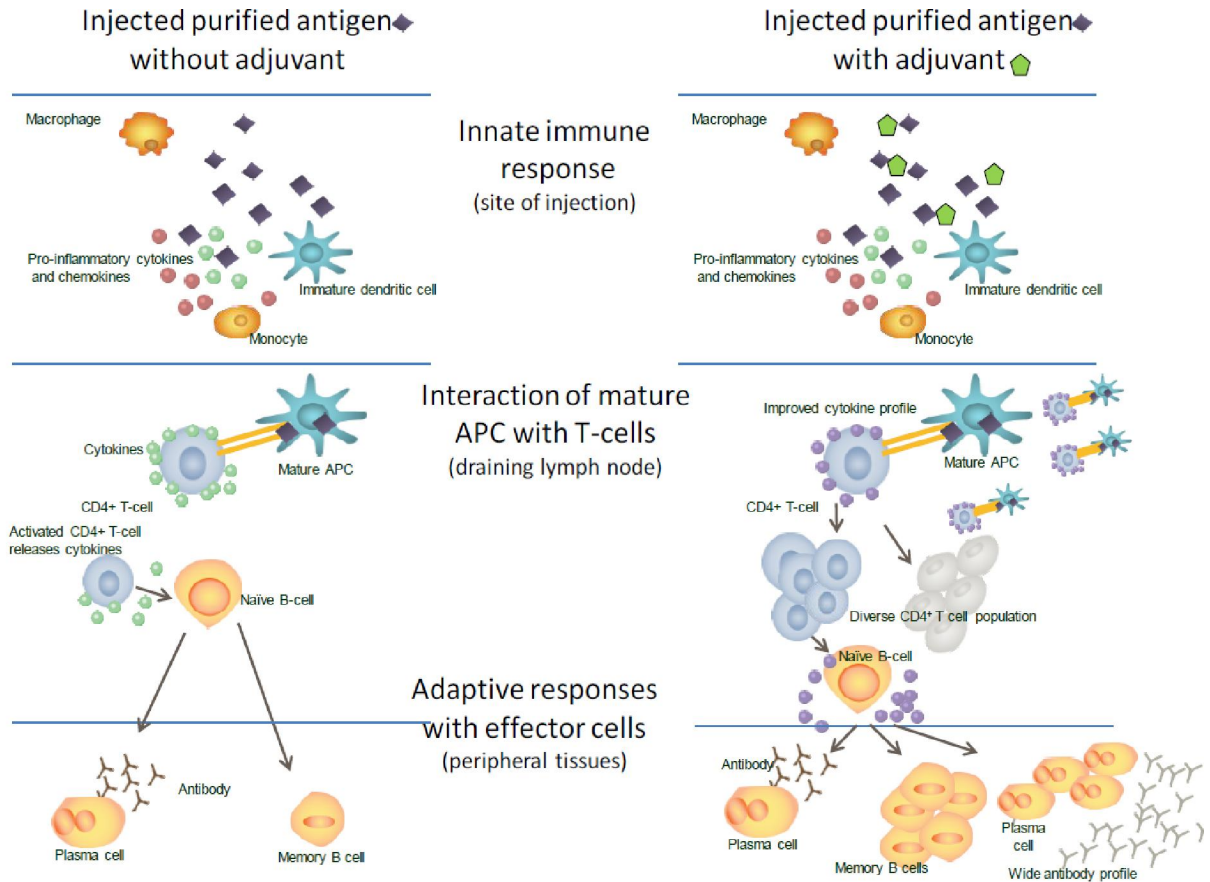 Injected purified antigen
without adjuvant
Injected purified antigen
with adjuvant
Macrophage
Pro-inflammatory cytokines
and chemokines
Immature dendritic cell
Monocyte
Innate immune
response
(site of injection)
Macrophage
Pro-inflammatory cytokines
and chemokines
Immature dendritic cell
Monocyte
Cytokines
Mature APC
CD4+ T-cell
Activated CD4+ T-cell
releases cytokines
Naïve B-cell
Interaction of mature
APC with T-cells
(draining lymph node)
Improved cytokine profile
Mature APC
CD4+ T-cell
Diverse CD4⁺ T cell population
Naïve B-cell
Adaptive responses
with effector cells
(peripheral tissues)
Antibody
Plasma cell
Memory B cell
Antibody
Plasma cell
Memory B cells
Plasma
cell
Wide antibody profile